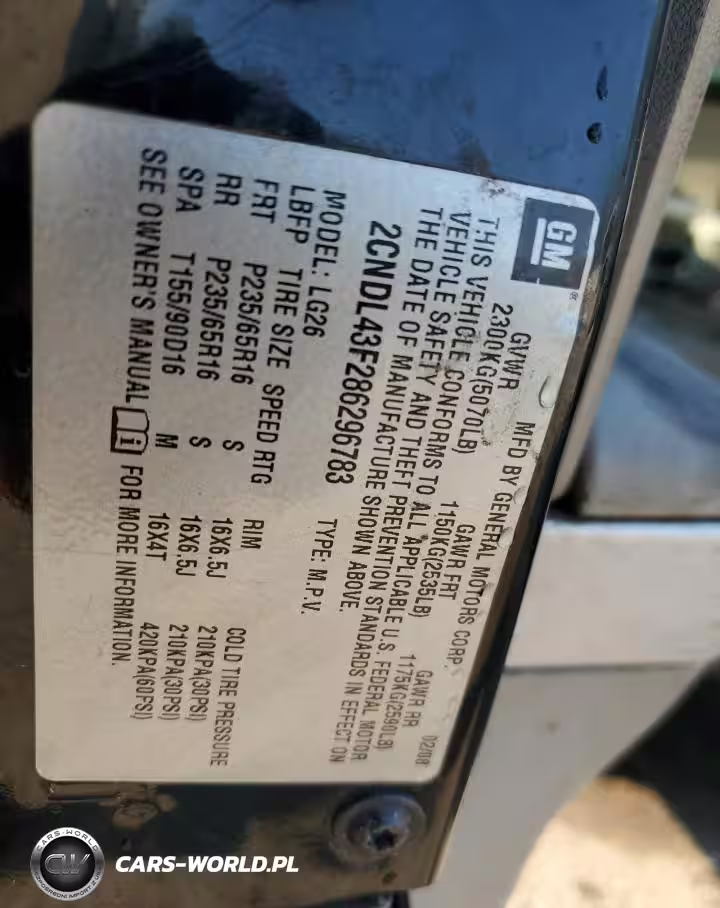 GM
MFD BY GENERAL MOTORS CORP. 02/08
GVWR GAWR FRT GAWR RR
2300KG(5070LB) 1150KG(2535LB) 1175KG(2590LB)
THIS VEHICLE CONFORMS TO ALL APPLICABLE U.S. FEDERAL MOTOR
VEHICLE SAFETY AND THEFT PREVENTION STANDARDS IN EFFECT ON
THE DATE OF MANUFACTURE SHOWN ABOVE.
2CNDL43F286296783 TYPE: M.P.V.
MODEL: LG26
LBFP TIRE SIZE SPEED RTG RIM COLD TIRE PRESSURE
FRT P235/65R16 S 16X6.5J 210KPA(30PSI)
RR P235/65R16 S 16X6.5J 210KPA(30PSI)
SPA T155/90D16 M 16X4T 420KPA(60PSI)
SEE OWNER'S MANUAL FOR MORE INFORMATION.
CARS-WORLD
CW
CARS-WORLD.PL